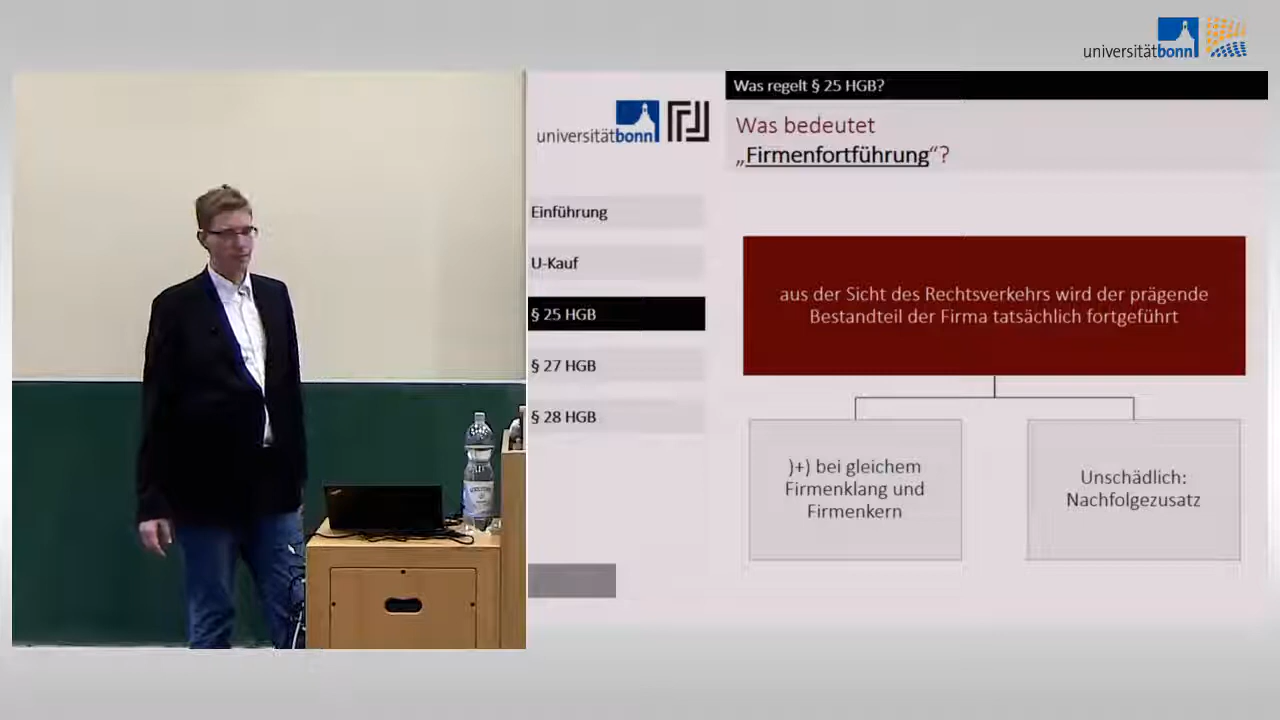 universitätbonn
Was regelt § 25 HGB?
universitätbonn
Was bedeutet
„Firmenfortführung“?
Einführung
U-Kauf
§ 25 HGB
§ 27 HGB
§ 28 HGB
aus der Sicht des Rechtsverkehrs wird der prägende
Bestandteil der Firma tatsächlich fortgeführt
)+) bei gleichem
Firmenklang und
Firmenkern
Unschädlich:
Nachfolgezusatz